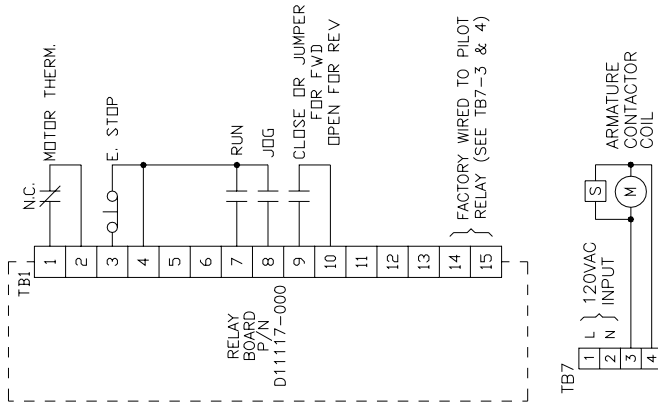 TB1
1
2
3
4
5
6
7
8
9
10
11
12
13
14
15
N.C.
MOTOR THERM.
E. STOP
RUN
JOG
CLOSE OR JUMPER
FOR FWD
OPEN FOR REV
FACTORY WIRED TO PILOT
RELAY (SEE TB7-3 & 4)
RELAY
BOARD
P/N
D11117-000
TB7
1
2
3
4
L
N
120VAC
INPUT
S
M
ARMATURE
CONTACTOR
COIL